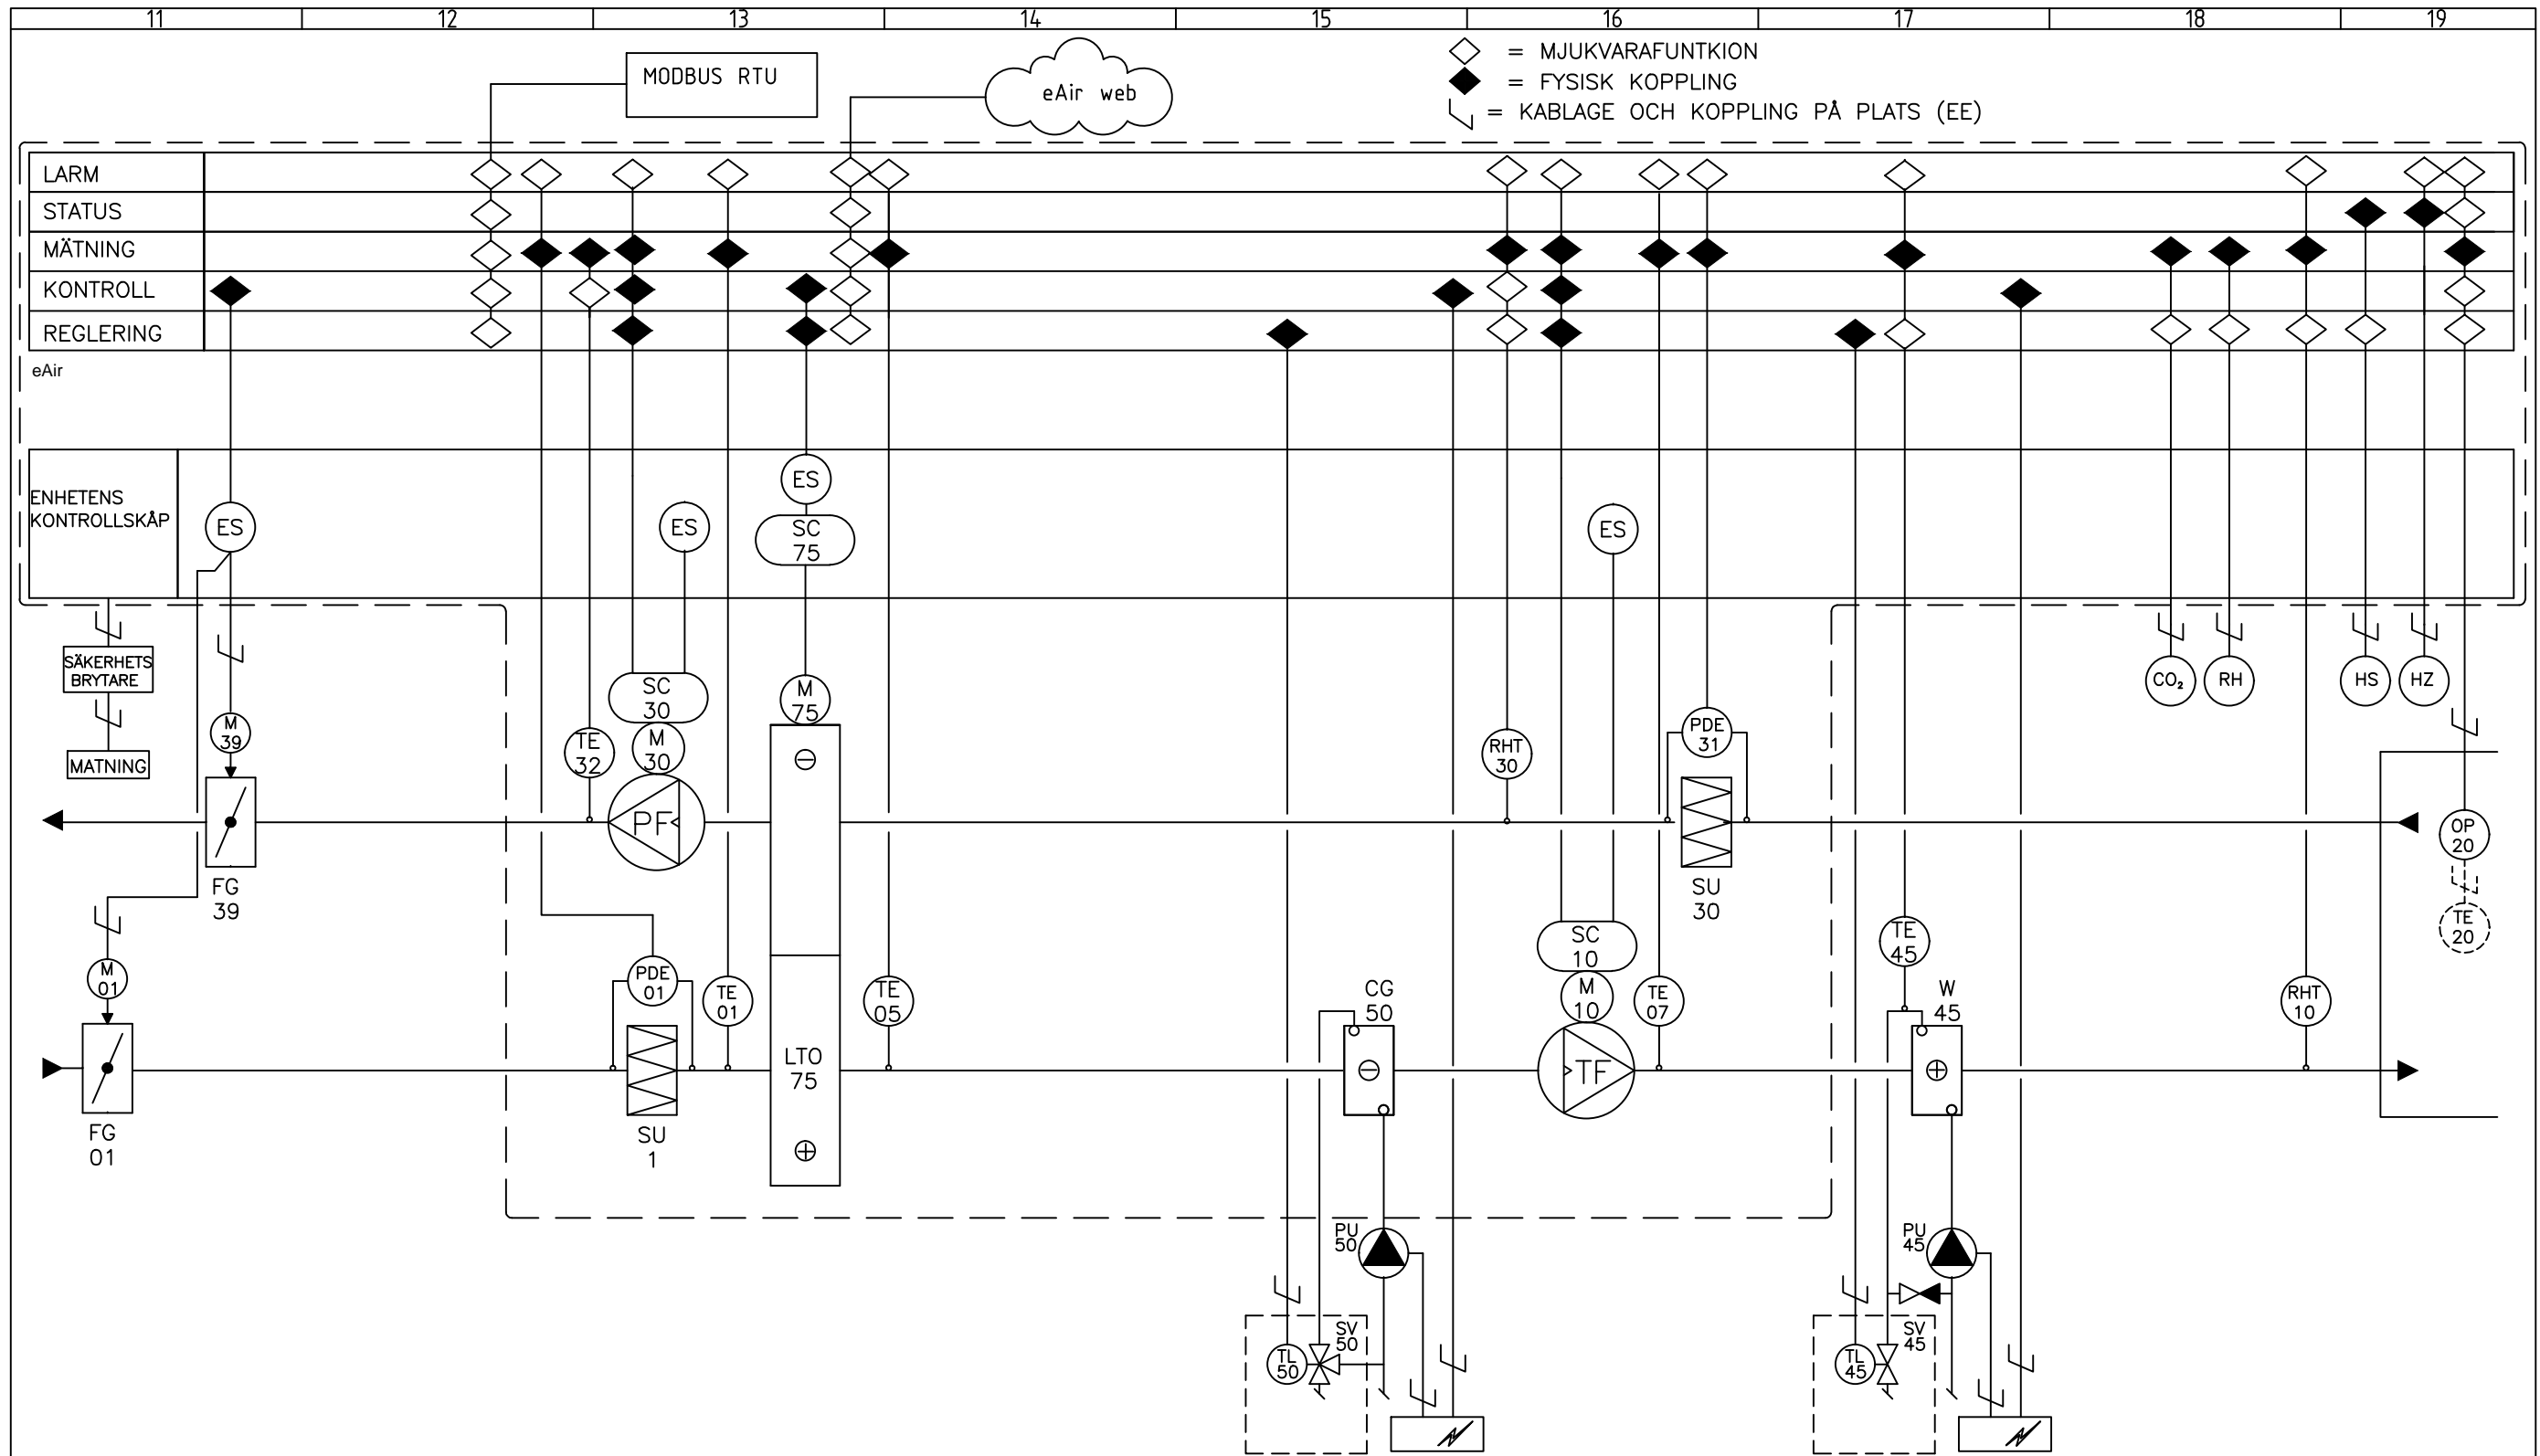 11 12 13 14 15 16 17 18 19
MODBUS RTU
eAir web
= MJUKVARAFUNTKION
= FYSISK KOPPLING
= KABLAGE OCH KOPPLING PÅ PLATS (EE)
LARM
STATUS
MÄTNING
KONTROLL
REGLERING
eAir
ENHETENS
KONTROLLSKÅP
ES
ES
ES
SC
75
ES
SÄKERHETS
BRYTARE
MATNING
M
39
TE
32
SC
30
M
30
M
75
RHT
30
PDE
31
CO₂
RH
HS
HZ
PF
FG
39
SU
30
OP
20
TE
20
M
01
PDE
01
TE
01
TE
05
SC
10
M
10
TE
07
TE
45
RHT
10
CG
50
W
45
LTO
75
TF
FG
01
SU
1
PU
50
PU
45
SV
50
TL
50
SV
45
TL
45